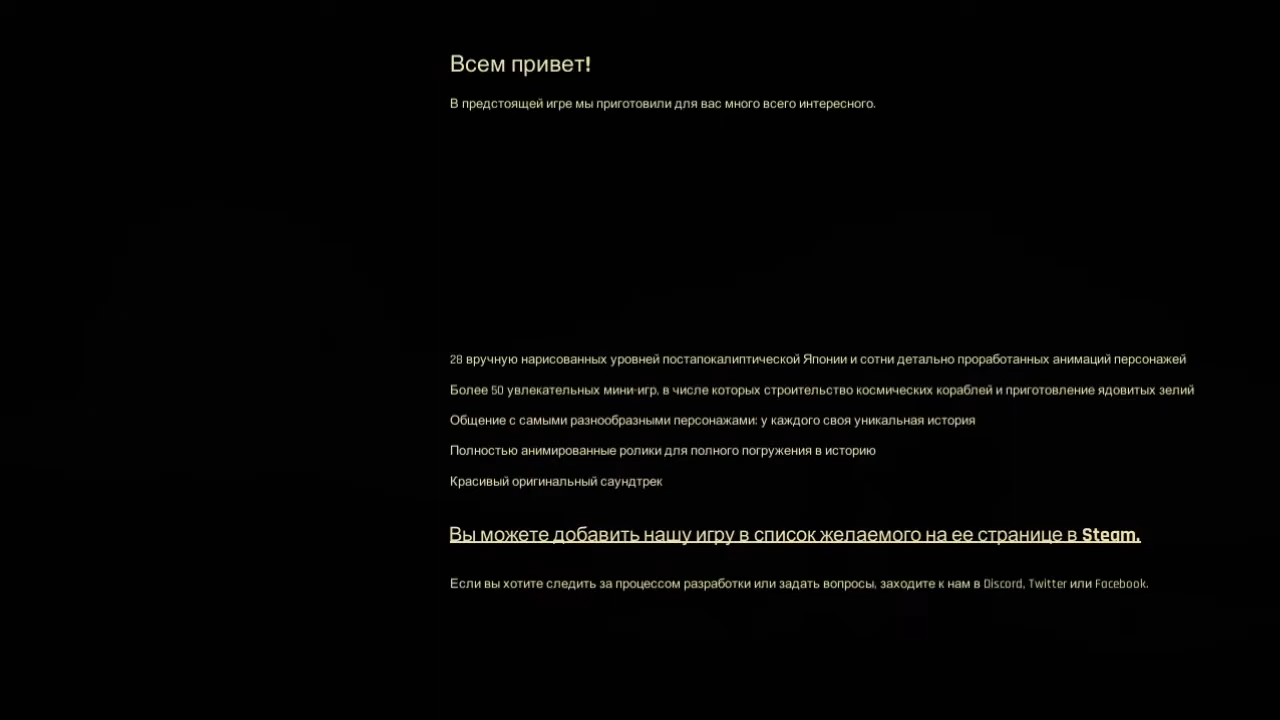 Всем привет!
В предстоящей игре мы приготовили для вас много всего интересного.
28 вручную нарисованных уровней постапокалиптической Японии и сотни детально проработанных анимаций персонажей
Более 50 увлекательных мини-игр, в числе которых строительство космических кораблей и приготовление ядовитых зелий
Общение с самыми разнообразными персонажами: у каждого своя уникальная история
Полностью анимированные ролики для полного погружения в историю
Красивый оригинальный саундтрек
Вы можете добавить нашу игру в список желаемого на ее странице в Steam.
Если вы хотите следить за процессом разработки или задать вопросы, заходите к нам в Discord, Twitter или Facebook.